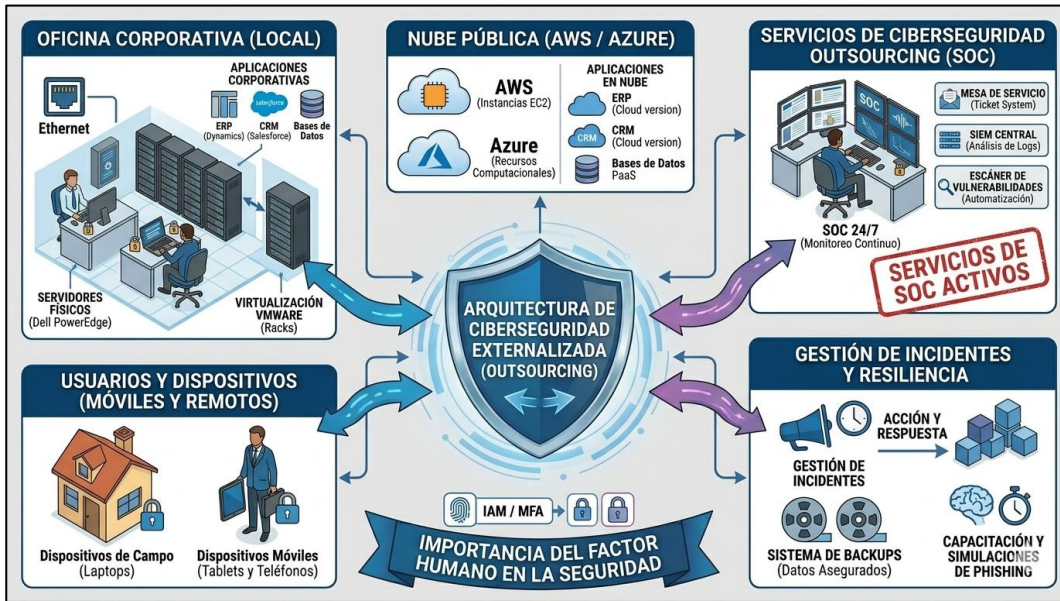 OFICINA CORPORATIVA (LOCAL)
Ethernet
APLICACIONES
CORPORATIVAS
salesforce
ERP
(Dynamics)
CRM
(Salesforce)
Bases de
Datos
SERVIDORES
FÍSICOS
(Dell PowerEdge)
VIRTUALIZACIÓN
VMWARE
(Racks)
NUBE PÚBLICA (AWS / AZURE)
AWS
(Instancias EC2)
Azure
(Recursos
Computacionales)
APLICACIONES
EN NUBE
ERP
(Cloud version)
CRM
CRM
(Cloud version)
Bases de Datos
PaaS
SERVICIOS DE CIBERSEGURIDAD
OUTSOURCING (SOC)
SOC
MESA DE SERVICIO
(Ticket System)
SIEM CENTRAL
(Análisis de Logs)
ESCÁNER DE
VULNERABILIDADES
(Automatización)
SOC 24/7
(Monitoreo Continuo)
SERVICIOS DE
SOC ACTIVOS
ARQUITECTURA DE
CIBERSEGURIDAD
EXTERNALIZADA
(OUTSOURCING)
USUARIOS Y DISPOSITIVOS
(MÓVILES Y REMOTOS)
Dispositivos de Campo
(Laptops)
Dispositivos Móviles
(Tablets y Teléfonos)
IAM / MFA
IMPORTANCIA DEL FACTOR
HUMANO EN LA SEGURIDAD
GESTIÓN DE INCIDENTES
Y RESILIENCIA
GESTIÓN DE
INCIDENTES
ACCIÓN Y
RESPUESTA
SISTEMA DE BACKUPS
(Datos Asegurados)
CAPACITACIÓN Y
SIMULACIONES
DE PHISHING